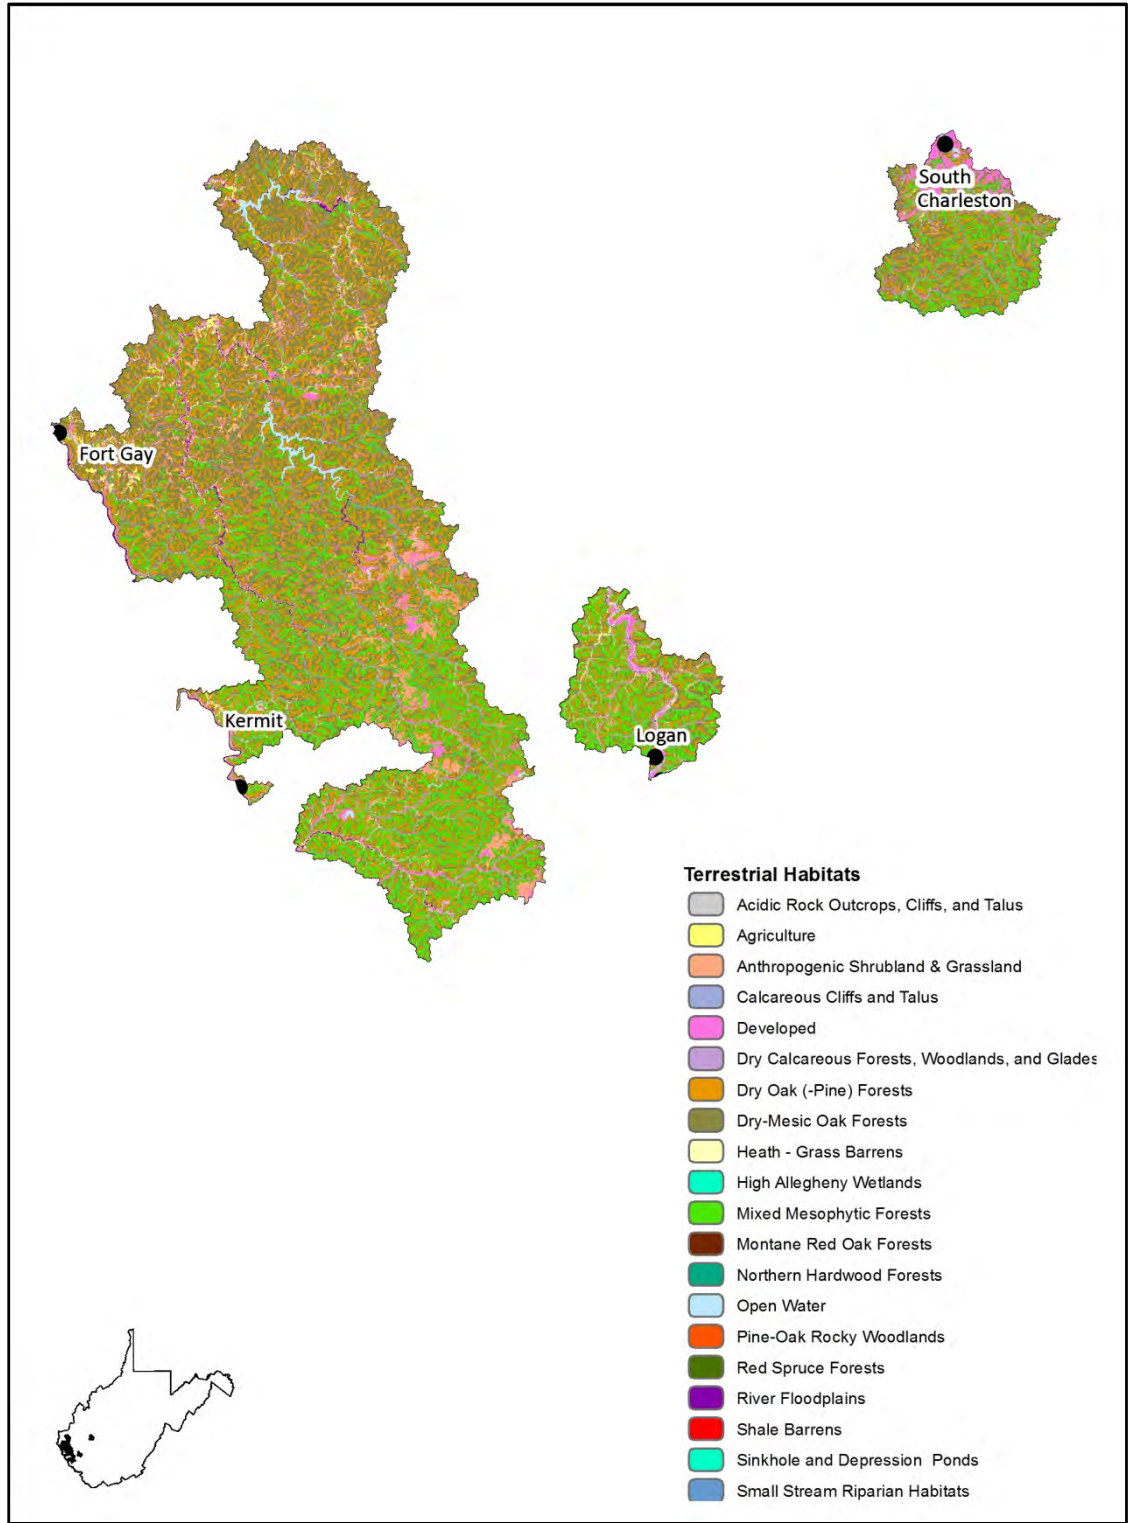 South
Charleston
Fort Gay
Kermit
Logan
Terrestrial Habitats
Acidic Rock Outcrops, Cliffs, and Talus
Agriculture
Anthropogenic Shrubland & Grassland
Calcareous Cliffs and Talus
Developed
Dry Calcareous Forests, Woodlands, and Glades
Dry Oak (-Pine) Forests
Dry-Mesic Oak Forests
Heath - Grass Barrens
High Allegheny Wetlands
Mixed Mesophytic Forests
Montane Red Oak Forests
Northern Hardwood Forests
Open Water
Pine-Oak Rocky Woodlands
Red Spruce Forests
River Floodplains
Shale Barrens
Sinkhole and Depression Ponds
Small Stream Riparian Habitats